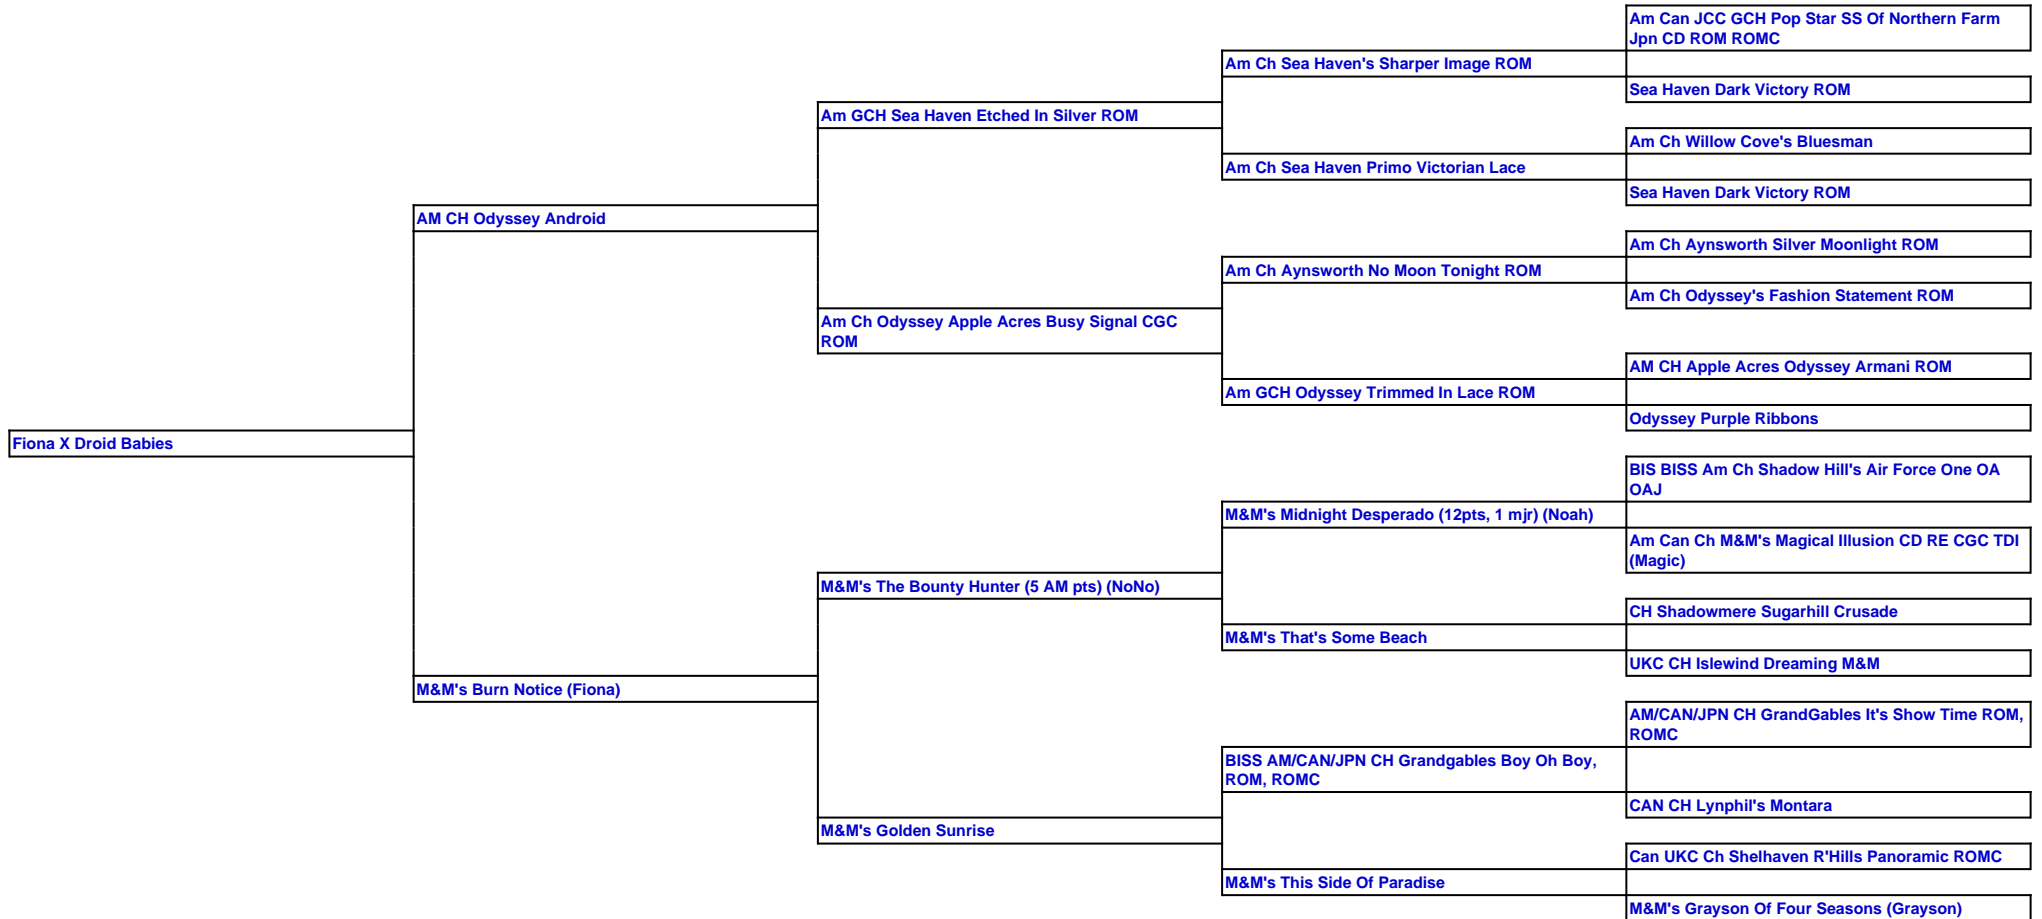 Am Can JCC GCH Pop Star SS Of Northern Farm
Jpn CD ROM ROMC
Am Ch Sea Haven's Sharper Image ROM
Sea Haven Dark Victory ROM
Am GCH Sea Haven Etched In Silver ROM
Am Ch Willow Cove's Bluesman
Am Ch Sea Haven Primo Victorian Lace
Sea Haven Dark Victory ROM
AM CH Odyssey Android
Am Ch Aynsworth Silver Moonlight ROM
Am Ch Aynsworth No Moon Tonight ROM
Am Ch Odyssey's Fashion Statement ROM
Am Ch Odyssey Apple Acres Busy Signal CGC
ROM
AM CH Apple Acres Odyssey Armani ROM
Am GCH Odyssey Trimmed In Lace ROM
Odyssey Purple Ribbons
Fiona X Droid Babies
BIS BISS Am Ch Shadow Hill's Air Force One OA
OAJ
M&M's Midnight Desperado (12pts, 1 mjr) (Noah)
Am Can Ch M&M's Magical Illusion CD RE CGC TDI
(Magic)
M&M's The Bounty Hunter (5 AM pts) (NoNo)
CH Shadowmere Sugarhill Crusade
M&M's That's Some Beach
UKC CH Islewind Dreaming M&M
M&M's Burn Notice (Fiona)
AM/CAN/JPN CH GrandGables It's Show Time ROM,
ROMC
BISS AM/CAN/JPN CH Grandgables Boy Oh Boy,
ROM, ROMC
CAN CH Lynphil's Montara
M&M's Golden Sunrise
Can UKC Ch Shelhaven R'Hills Panoramic ROMC
M&M's This Side Of Paradise
M&M's Grayson Of Four Seasons (Grayson)